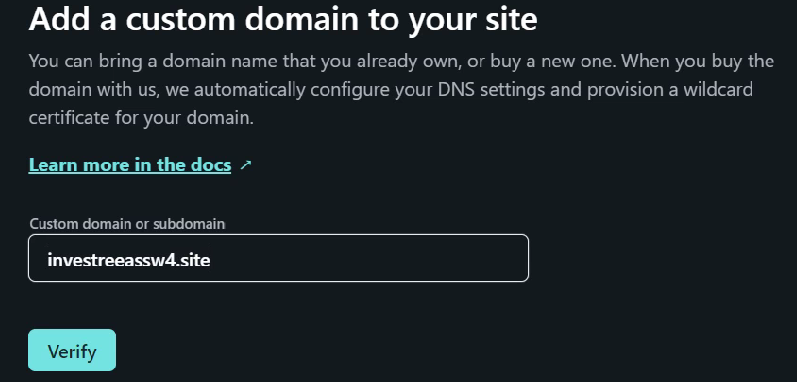 Add a custom domain to your site
You can bring a domain name that you already own, or buy a new one. When you buy the
domain with us, we automatically configure your DNS settings and provision a wildcard
certificate for your domain.
Learn more in the docs ↗
Custom domain or subdomain
investreeassw4.site
Verify